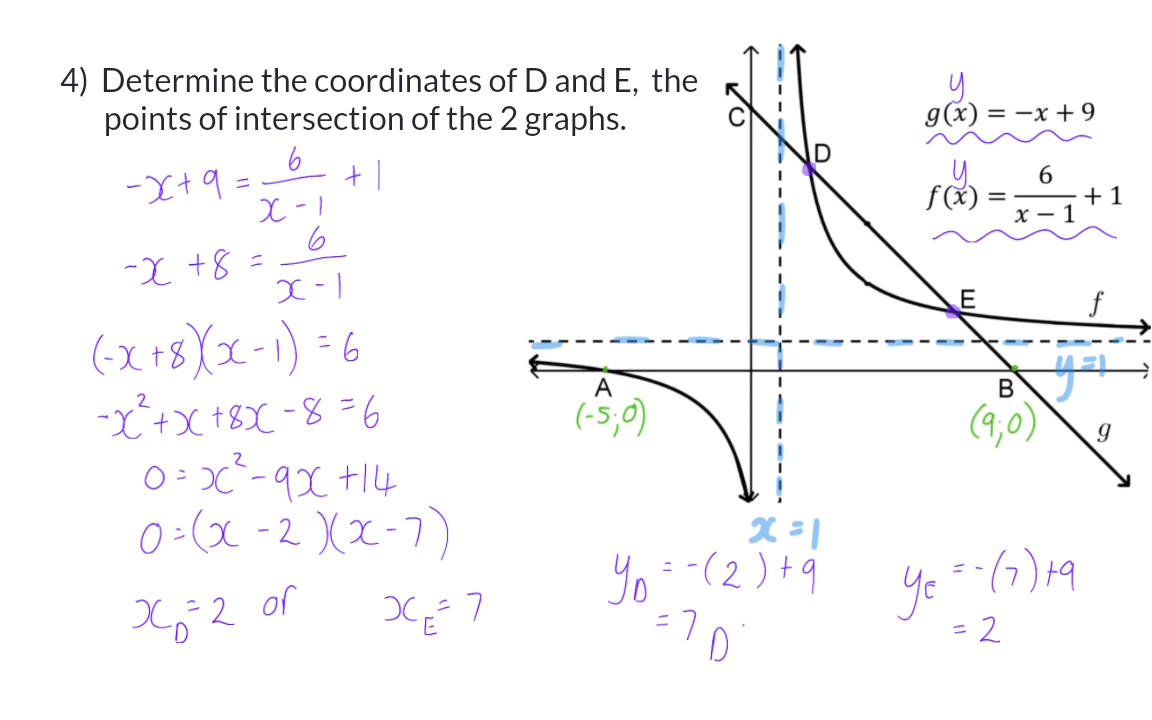 4) Determine the coordinates of D and E, the
points of intersection of the 2 graphs.
-x+9 = 6/(x-1) + 1
-x +8 = 6/(x-1)
(-x+8)(x-1) = 6
-x²+x+8x-8 = 6
0 = x²-9x+14
0 = (x-2)(x-7)
x_D = 2 or x_E = 7
y
g(x) = −x + 9
y
f(x) = 6/(x − 1) + 1
C
D
E
f
y=1
A
B
(-5;0)
(9;0)
g
x=1
y_D = -(2)+9
= 7
D
y_E = -(7)+9
= 2